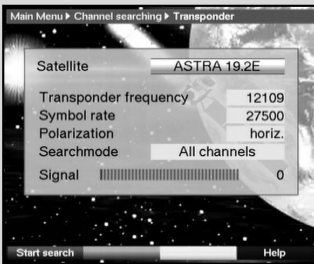 Main Menu ▸ Channel searching ▸ Transponder
Satellite ASTRA 19.2E
Transponder frequency 12109
Symbol rate 27500
Polarization horiz.
Searchmode All channels
Signal 0
Start search Help